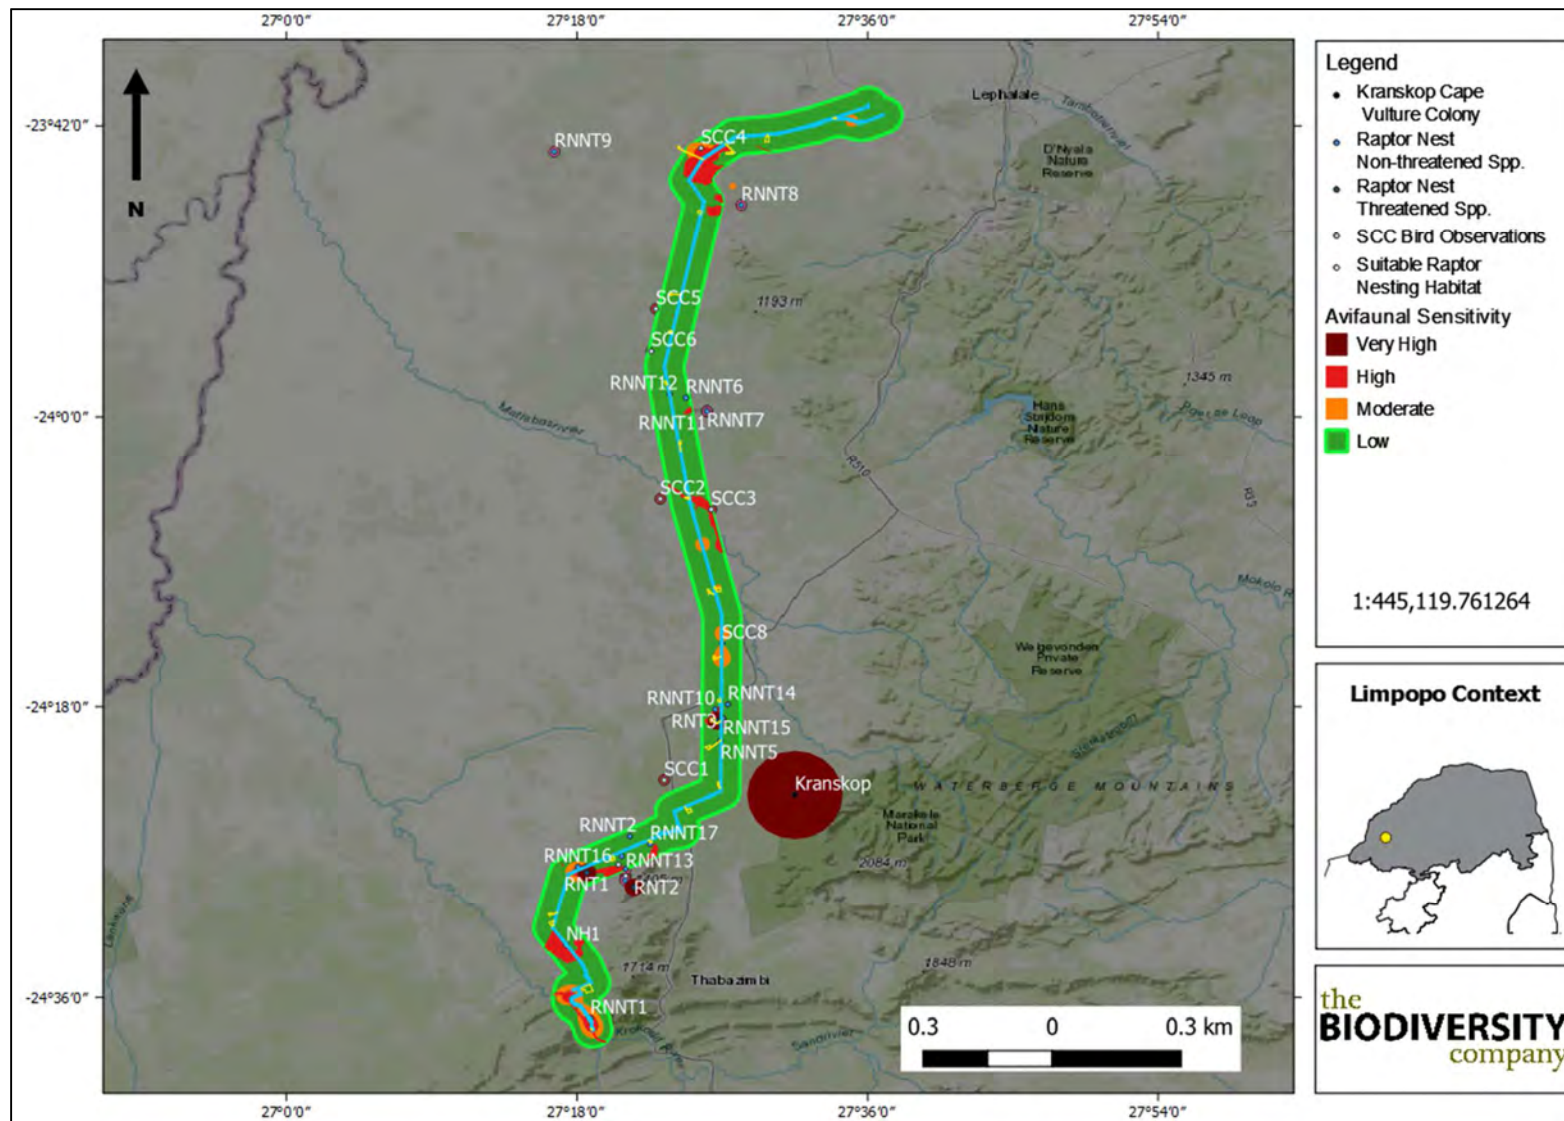 27°0'0"
27°18'0"
27°36'0"
27°54'0"
-23°42'
-24°0'
-24°18'
-24°36'
N
Lephalale
D'Nyala
Nature
Reserve
SCC4
RNNT9
RNNT8
SCC5
1193 m
SCC6
RNNT12
RNNT6
1345 m
RNNT11
RNNT7
Matlabasrivier
Hans
Strijdom
Nature
Reserve
R510
R33
SCC2
SCC3
Mokolo R
SCC8
Welgevonden
Private
Reserve
RNNT10
RNNT14
RNT3
RNNT15
RNNT5
SCC1
Kranskop
WATERBERGE MOUNTAINS
Marakele
National
Park
2084 m
RNNT2
RNNT17
RNNT16
RNNT13
RNT1
RNT2
NH1
1714 m
1848 m
Thabazimbi
RNNT1
Krokodil River
Sandrivier
0.3
0
0.3 km
27°0'0"
27°18'0"
27°36'0"
27°54'0"
Legend
Kranskop Cape
Vulture Colony
Raptor Nest
Non-threatened Spp.
Raptor Nest
Threatened Spp.
SCC Bird Observations
Suitable Raptor
Nesting Habitat
Avifaunal Sensitivity
Very High
High
Moderate
Low
1:445,119.761264
Limpopo Context
the
BIODIVERSITY
company